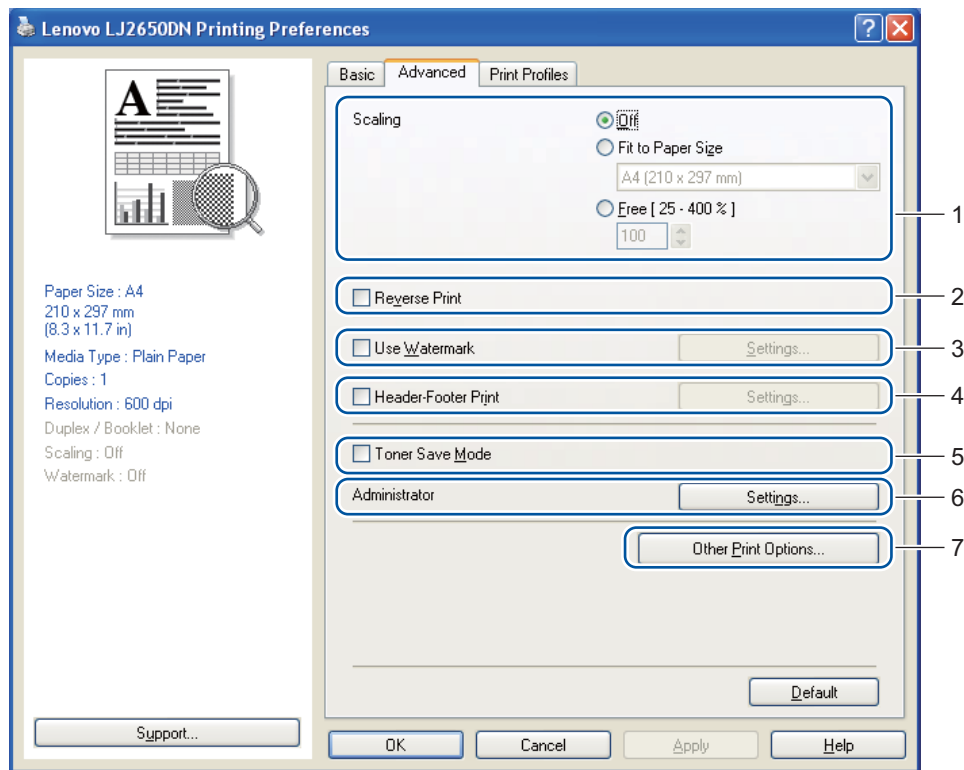 Lenovo LJ2650DN Printing Preferences
?
Basic Advanced Print Profiles
A
Scaling
Off
Fit to Paper Size
A4 (210 x 297 mm)
Free [ 25 - 400 % ]
100
1
Reverse Print
2
Use Watermark Settings...
3
Header-Footer Print Settings...
4
Toner Save Mode
5
Administrator Settings...
6
Other Print Options...
7
Paper Size : A4
210 x 297 mm
(8.3 x 11.7 in)
Media Type : Plain Paper
Copies : 1
Resolution : 600 dpi
Duplex / Booklet : None
Scaling : Off
Watermark : Off
Default
Support...
OK Cancel Apply Help